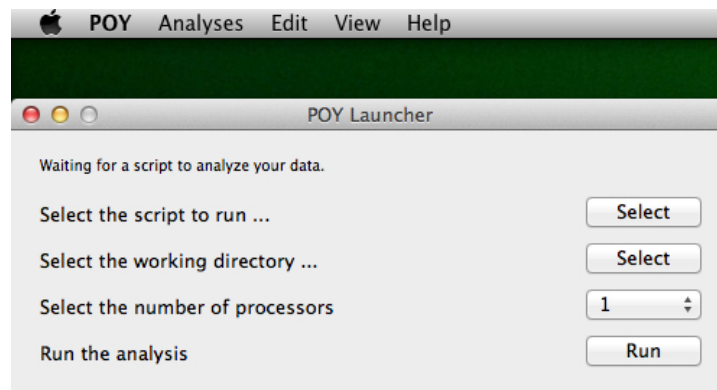 POY Analyses Edit View Help
POY Launcher
Waiting for a script to analyze your data.
Select the script to run ... Select
Select the working directory ... Select
Select the number of processors 1
Run the analysis Run